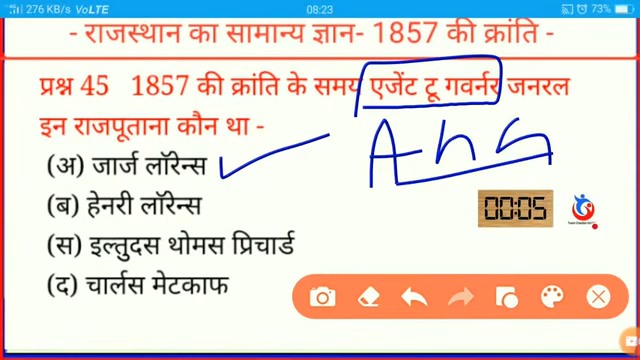 276 KB/s VoLTE 08:23 73%
- राजस्थान का सामान्य ज्ञान- 1857 की क्रांति -
प्रश्न 45 1857 की क्रांति के समय एजेंट टू गवर्नर जनरल
इन राजपूताना कौन था -
(अ) जार्ज लॉरेन्स
(ब) हेनरी लॉरेन्स
(स) इल्तुदस थोमस प्रिचार्ड
(द) चार्लस मेटकाफ
00:05